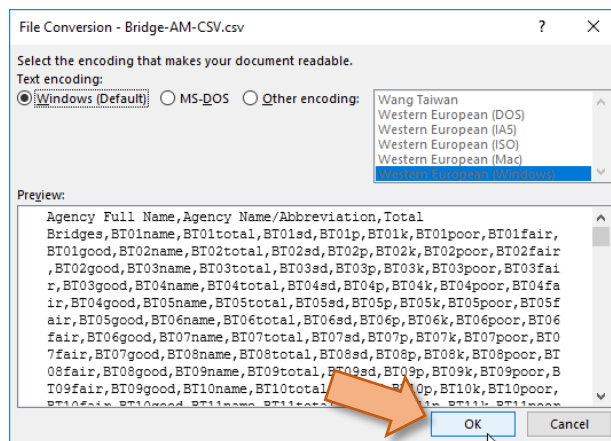 File Conversion - Bridge-AM-CSV.csv
Select the encoding that makes your document readable.
Text encoding:
Windows (Default) MS-DOS Other encoding:
Wang Taiwan
Western European (DOS)
Western European (IA5)
Western European (ISO)
Western European (Mac)
Western European (Windows)
Preview:
Agency Full Name,Agency Name/Abbreviation,Total
Bridges,BT01name,BT01total,BT01sd,BT01p,BT01k,BT01poor,BT01fair,
BT01good,BT02name,BT02total,BT02sd,BT02p,BT02k,BT02poor,BT02fair
,BT02good,BT03name,BT03total,BT03sd,BT03p,BT03k,BT03poor,BT03fai
r,BT03good,BT04name,BT04total,BT04sd,BT04p,BT04k,BT04poor,BT04fa
ir,BT04good,BT05name,BT05total,BT05sd,BT05p,BT05k,BT05poor,BT05f
air,BT05good,BT06name,BT06total,BT06sd,BT06p,BT06k,BT06poor,BT06
fair,BT06good,BT07name,BT07total,BT07sd,BT07p,BT07k,BT07poor,BT0
7fair,BT07good,BT08name,BT08total,BT08sd,BT08p,BT08k,BT08poor,BT
08fair,BT08good,BT09name,BT09total,BT09sd,BT09p,BT09k,BT09poor,B
T09fair,BT09good,BT10name,BT10total,BT10p,BT10k,BT10poor,
BT10fair,BT10good,BT11name,BT11k,BT11poor
OK Cancel